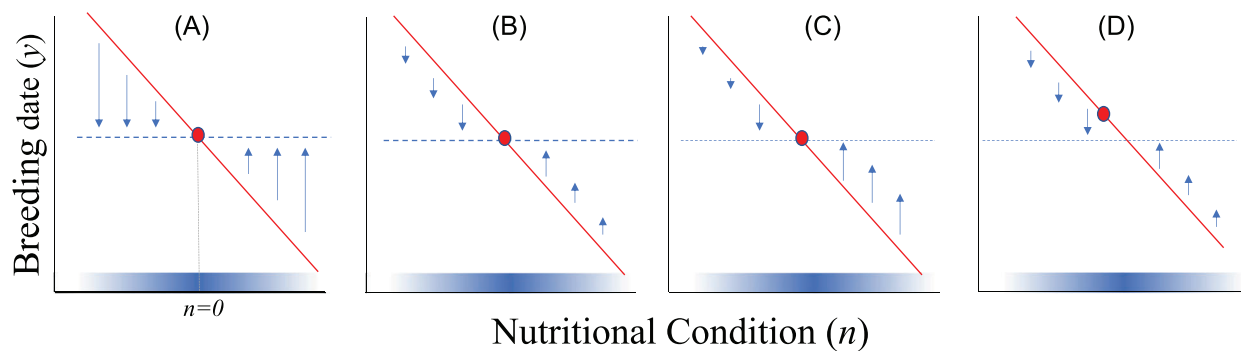 (A)
(B)
(C)
(D)
Breeding date (y)
n=0
Nutritional Condition (n)